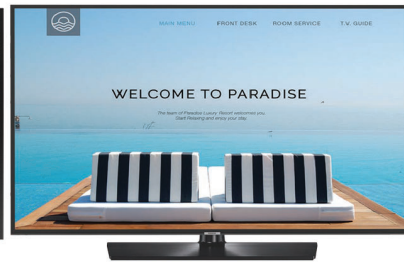 MAIN MENU FRONT DESK ROOM SERVICE T.V. GUIDE
WELCOME TO PARADISE
The team of Paradise Luxury Resort welcomes you.
Start Relaxing and enjoy your stay.